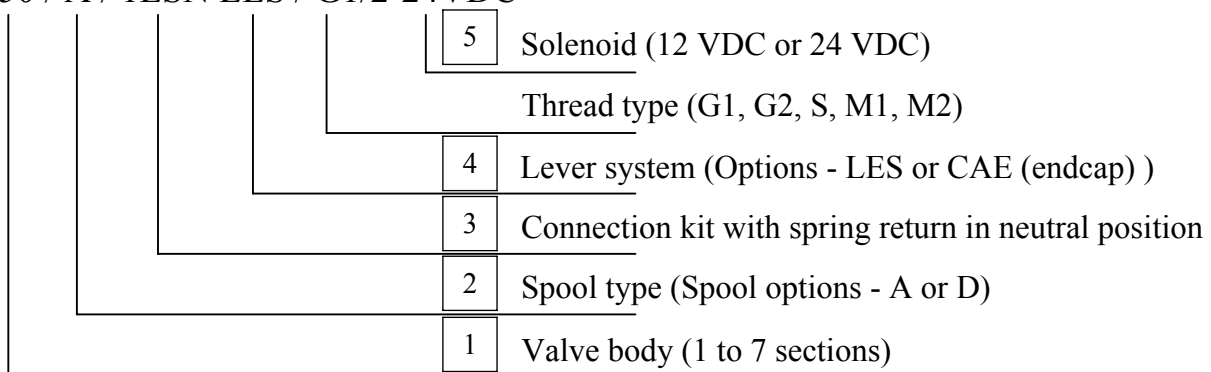 5 Solenoid (12 VDC or 24 VDC)
Thread type (G1, G2, S, M1, M2)
4 Lever system (Options - LES or CAE (endcap) )
3 Connection kit with spring return in neutral position
2 Spool type (Spool options - A or D)
1 Valve body (1 to 7 sections)